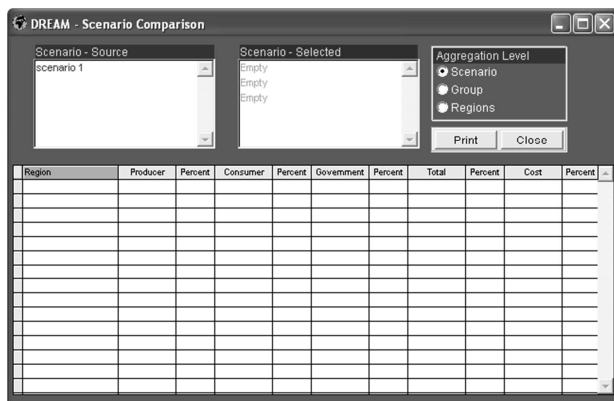 DREAM - Scenario Comparison
Scenario - Source
scenario 1
Scenario - Selected
Empty
Empty
Empty
Aggregation Level
Scenario
Group
Regions
Print Close
Region Producer Percent Consumer Percent Government Percent Total Percent Cost Percent